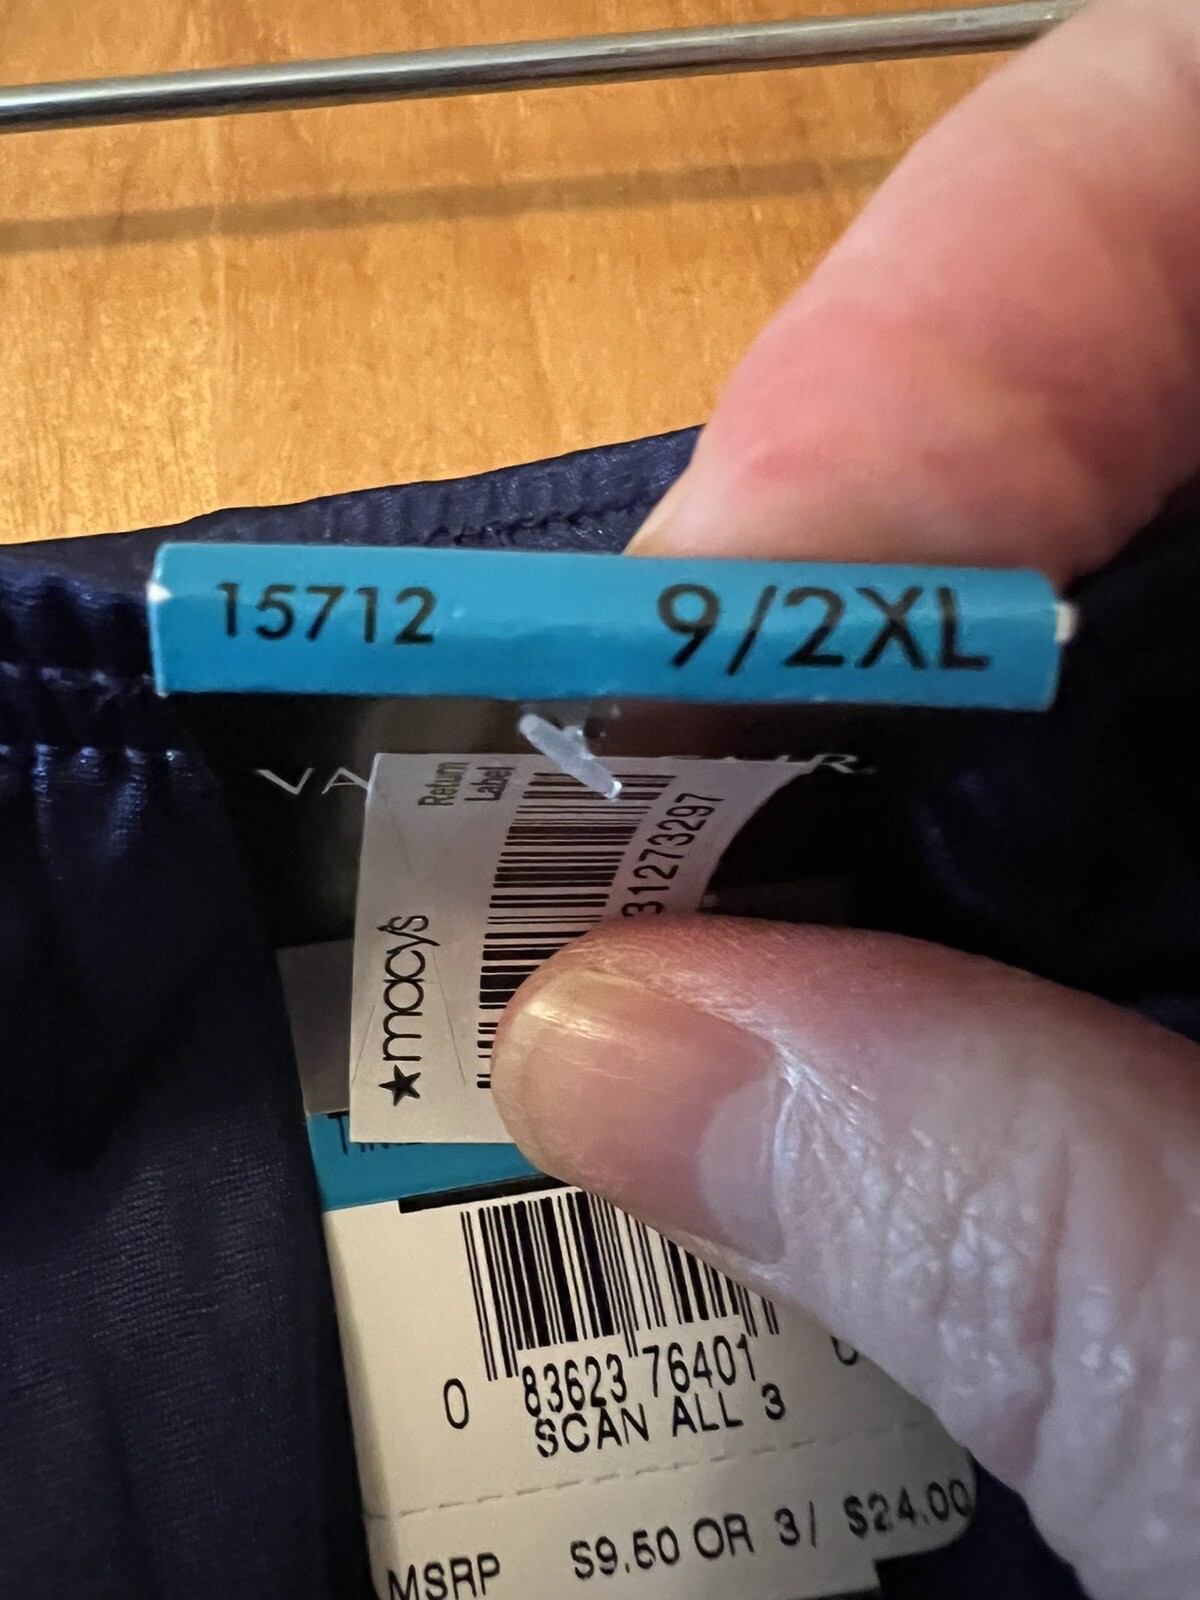 15712 9/2XL
VA
Return
Label
31273297
macy's
0 83623 76401
SCAN ALL 3
MSRP $9.50 OR 3/ $24.00